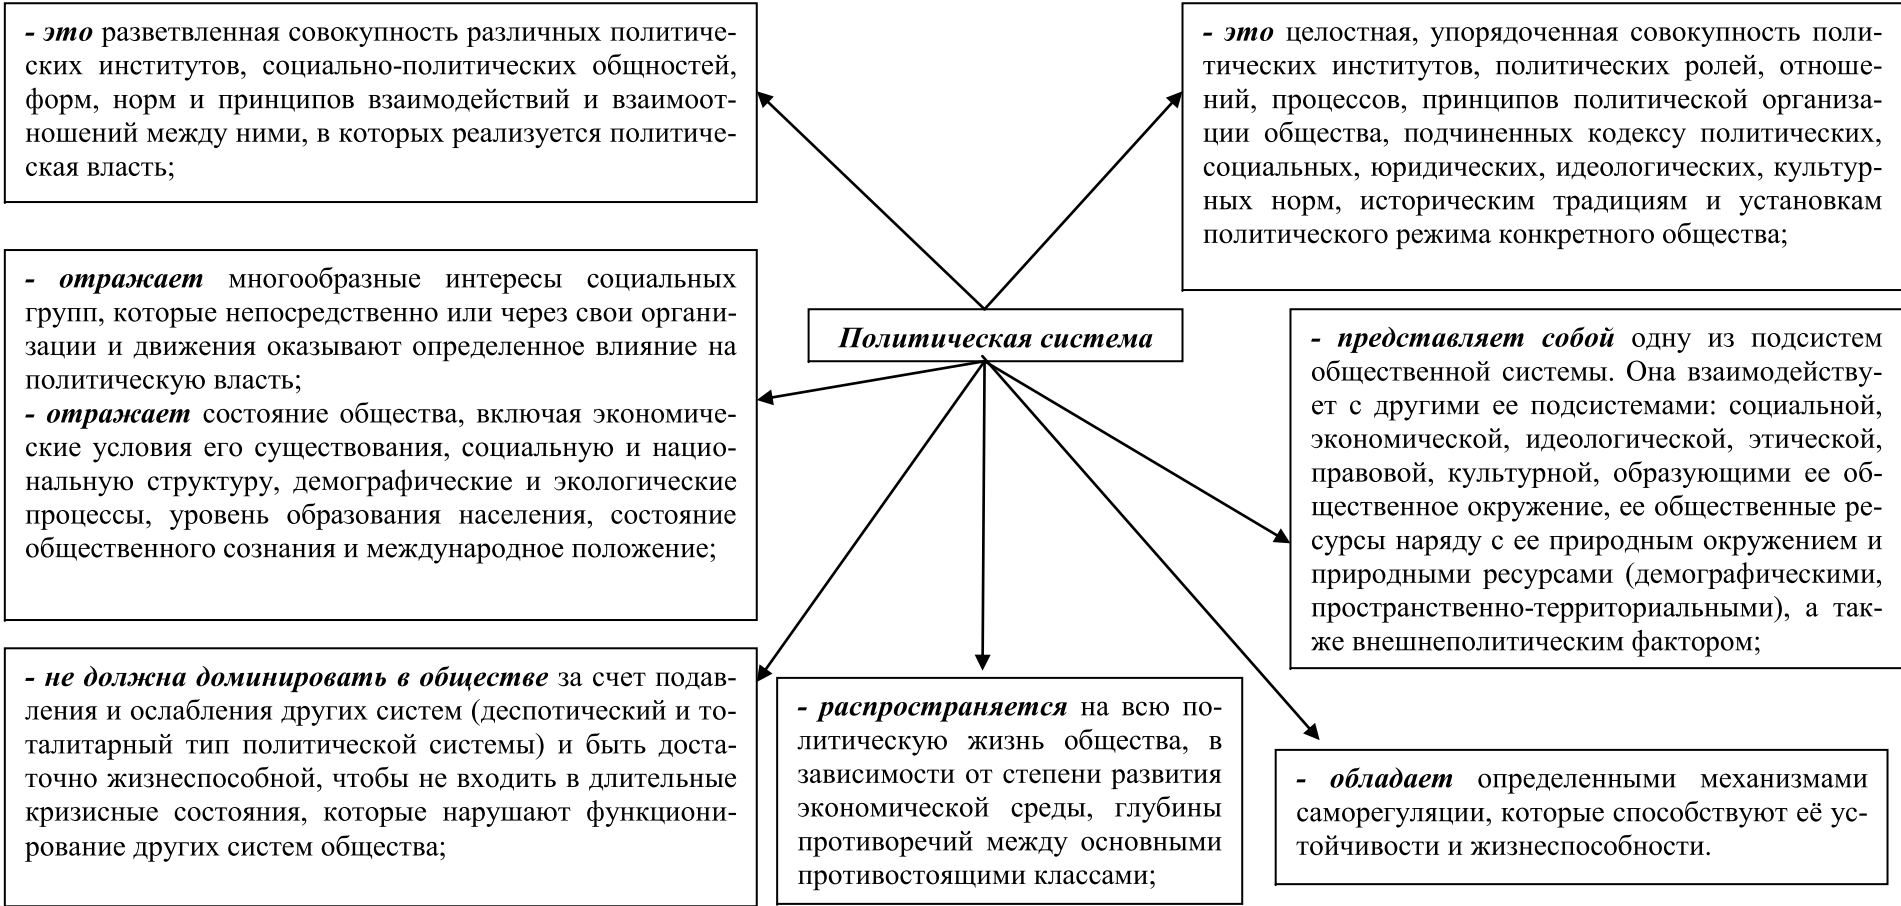 - это разветвленная совокупность различных политиче-
ских институтов, социально-политических общностей,
форм, норм и принципов взаимодействий и взаимоот-
ношений между ними, в которых реализуется политиче-
ская власть;
- это целостная, упорядоченная совокупность поли-
тических институтов, политических ролей, отноше-
ний, процессов, принципов политической организа-
ции общества, подчиненных кодексу политических,
социальных, юридических, идеологических, культур-
ных норм, историческим традициям и установкам
политического режима конкретного общества;
- отражает многообразные интересы социальных
групп, которые непосредственно или через свои органи-
зации и движения оказывают определенное влияние на
политическую власть;
- отражает состояние общества, включая экономиче-
ские условия его существования, социальную и нацио-
нальную структуру, демографические и экологические
процессы, уровень образования населения, состояние
общественного сознания и международное положение;
Политическая система
- представляет собой одну из подсистем
общественной системы. Она взаимодейству-
ет с другими ее подсистемами: социальной,
экономической, идеологической, этической,
правовой, культурной, образующими ее об-
щественное окружение, ее общественные ре-
сурсы наряду с ее природным окружением и
природными ресурсами (демографическими,
пространственно-территориальными), а так-
же внешнеполитическим фактором;
- не должна доминировать в обществе за счет подав-
ления и ослабления других систем (деспотический и то-
талитарный тип политической системы) и быть доста-
точно жизнеспособной, чтобы не входить в длительные
кризисные состояния, которые нарушают функциони-
рование других систем общества;
- распространяется на всю по-
литическую жизнь общества, в
зависимости от степени развития
экономической среды, глубины
противоречий между основными
противостоящими классами;
- обладает определенными механизмами
саморегуляции, которые способствуют её ус-
тойчивости и жизнеспособности.